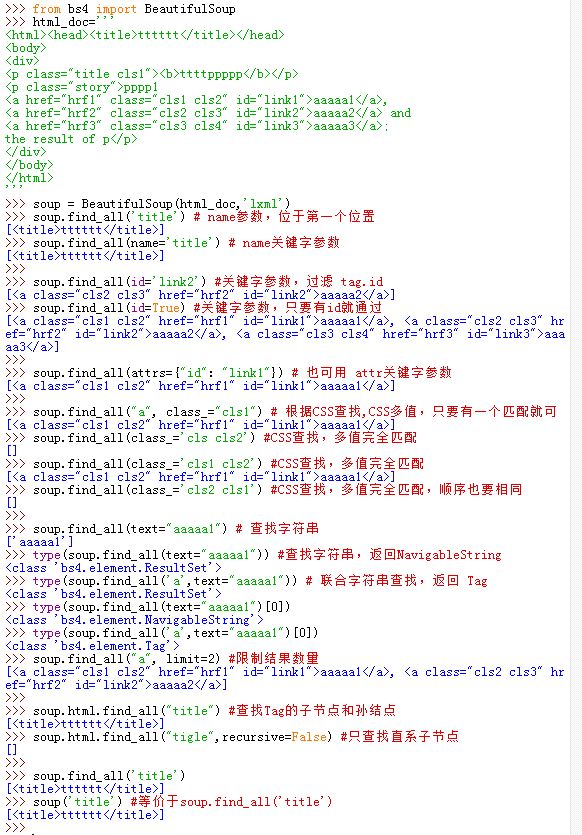 >>> from bs4 import BeautifulSoup
>>> html_doc='''
<html><head><title>tttttt</title></head>
<body>
<div>
<p class="title cls1"><b>ttttppppp</b></p>
<p class="story">pppp1
<a href="hrf1" class="cls1 cls2" id="link1">aaaaa1</a>,
<a href="hrf2" class="cls2 cls3" id="link2">aaaaa2</a> and
<a href="hrf3" class="cls3 cls4" id="link3">aaaaa3</a>;
the result of p</p>
</div>
</body>
</html>
'''
>>> soup = BeautifulSoup(html_doc,'lxml')
>>> soup.find_all('title') # name参数，位于第一个位置
[<title>tttttt</title>]
>>> soup.find_all(name='title') # name关键字参数
[<title>tttttt</title>]
>>>
>>> soup.find_all(id='link2') #关键字参数，过滤 tag.id
[<a class="cls2 cls3" href="hrf2" id="link2">aaaaa2</a>]
>>> soup.find_all(id=True) #关键字参数，只要有id就通过
[<a class="cls1 cls2" href="hrf1" id="link1">aaaaa1</a>, <a class="cls2 cls3" hr
ef="hrf2" id="link2">aaaaa2</a>, <a class="cls3 cls4" href="hrf3" id="link3">aaa
aa3</a>]
>>>
>>> soup.find_all(attrs={"id": "link1"}) # 也可用 attr关键字参数
[<a class="cls1 cls2" href="hrf1" id="link1">aaaaa1</a>]
>>>
>>> soup.find_all("a", class_="cls1") # 根据CSS查找,CSS多值，只要有一个匹配就可
[<a class="cls1 cls2" href="hrf1" id="link1">aaaaa1</a>]
>>> soup.find_all(class_='cls cls2') #CSS查找，多值完全匹配
[]
>>> soup.find_all(class_='cls1 cls2') #CSS查找，多值完全匹配
[<a class="cls1 cls2" href="hrf1" id="link1">aaaaa1</a>]
>>> soup.find_all(class_='cls2 cls1') #CSS查找，多值完全匹配，顺序也要相同
[]
>>>
>>> soup.find_all(text="aaaaa1") # 查找字符串
['aaaaa1']
>>> type(soup.find_all(text="aaaaa1")) #查找字符串，返回NavigableString
<class 'bs4.element.ResultSet'>
>>> type(soup.find_all('a',text="aaaaa1")) # 联合字符串查找，返回 Tag
<class 'bs4.element.ResultSet'>
>>> type(soup.find_all(text="aaaaa1")[0])
<class 'bs4.element.NavigableString'>
>>> type(soup.find_all('a',text="aaaaa1")[0])
<class 'bs4.element.Tag'>
>>> soup.find_all("a", limit=2) #限制结果数量
[<a class="cls1 cls2" href="hrf1" id="link1">aaaaa1</a>, <a class="cls2 cls3" hr
ef="hrf2" id="link2">aaaaa2</a>]
>>>
>>> soup.html.find_all("title") #查找Tag的子节点和孙结点
[<title>tttttt</title>]
>>> soup.html.find_all("tigle",recursive=False) #只查找直系子节点
[]
>>>
>>> soup.find_all('title')
[<title>tttttt</title>]
>>> soup('title') #等价于soup.find_all('title')
[<title>tttttt</title>]
>>>